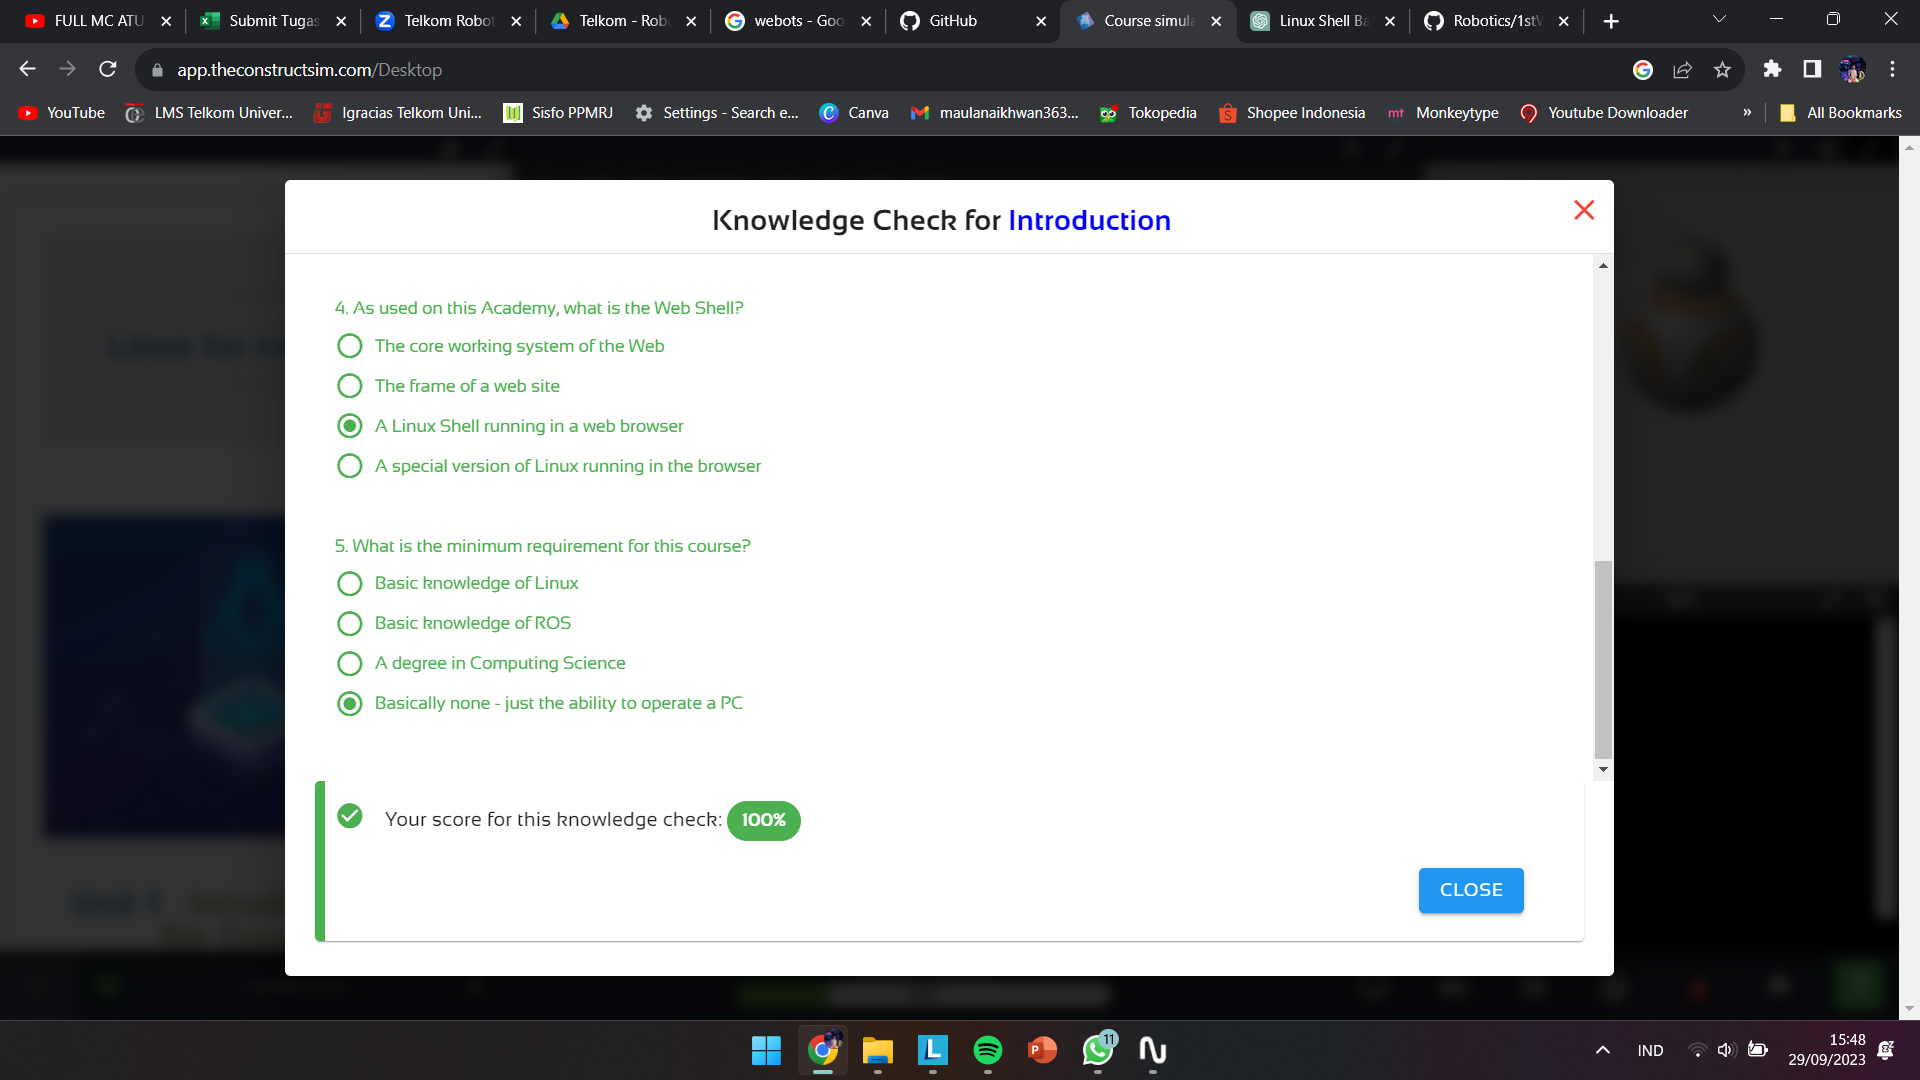 FULL MC ATU
Submit Tugas
Telkom Robot
Telkom - Rob
webots - Goo
GitHub
Course simula
Linux Shell Ba
Robotics/1stW
app.theconstructsim.com/Desktop
YouTube
LMS Telkom Univer...
Igracias Telkom Uni...
Sisfo PPMRJ
Settings - Search e...
Canva
maulanaikhwan363...
Tokopedia
Shopee Indonesia
mt Monkeytype
Youtube Downloader
»
All Bookmarks
Knowledge Check for Introduction
4. As used on this Academy, what is the Web Shell?
The core working system of the Web
The frame of a web site
A Linux Shell running in a web browser
A special version of Linux running in the browser
5. What is the minimum requirement for this course?
Basic knowledge of Linux
Basic knowledge of ROS
A degree in Computing Science
Basically none - just the ability to operate a PC
Your score for this knowledge check: 100%
CLOSE
Unit 1
11
IND
15:48
29/09/2023